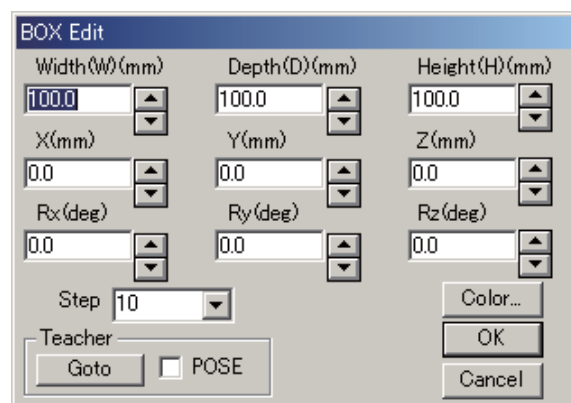 BOX Edit
Width(W)(mm) Depth(D)(mm) Height(H)(mm)
100.0 100.0 100.0
X(mm) Y(mm) Z(mm)
0.0 0.0 0.0
Rx(deg) Ry(deg) Rz(deg)
0.0 0.0 0.0
Step 10 Color...
Teacher OK
Goto POSE Cancel